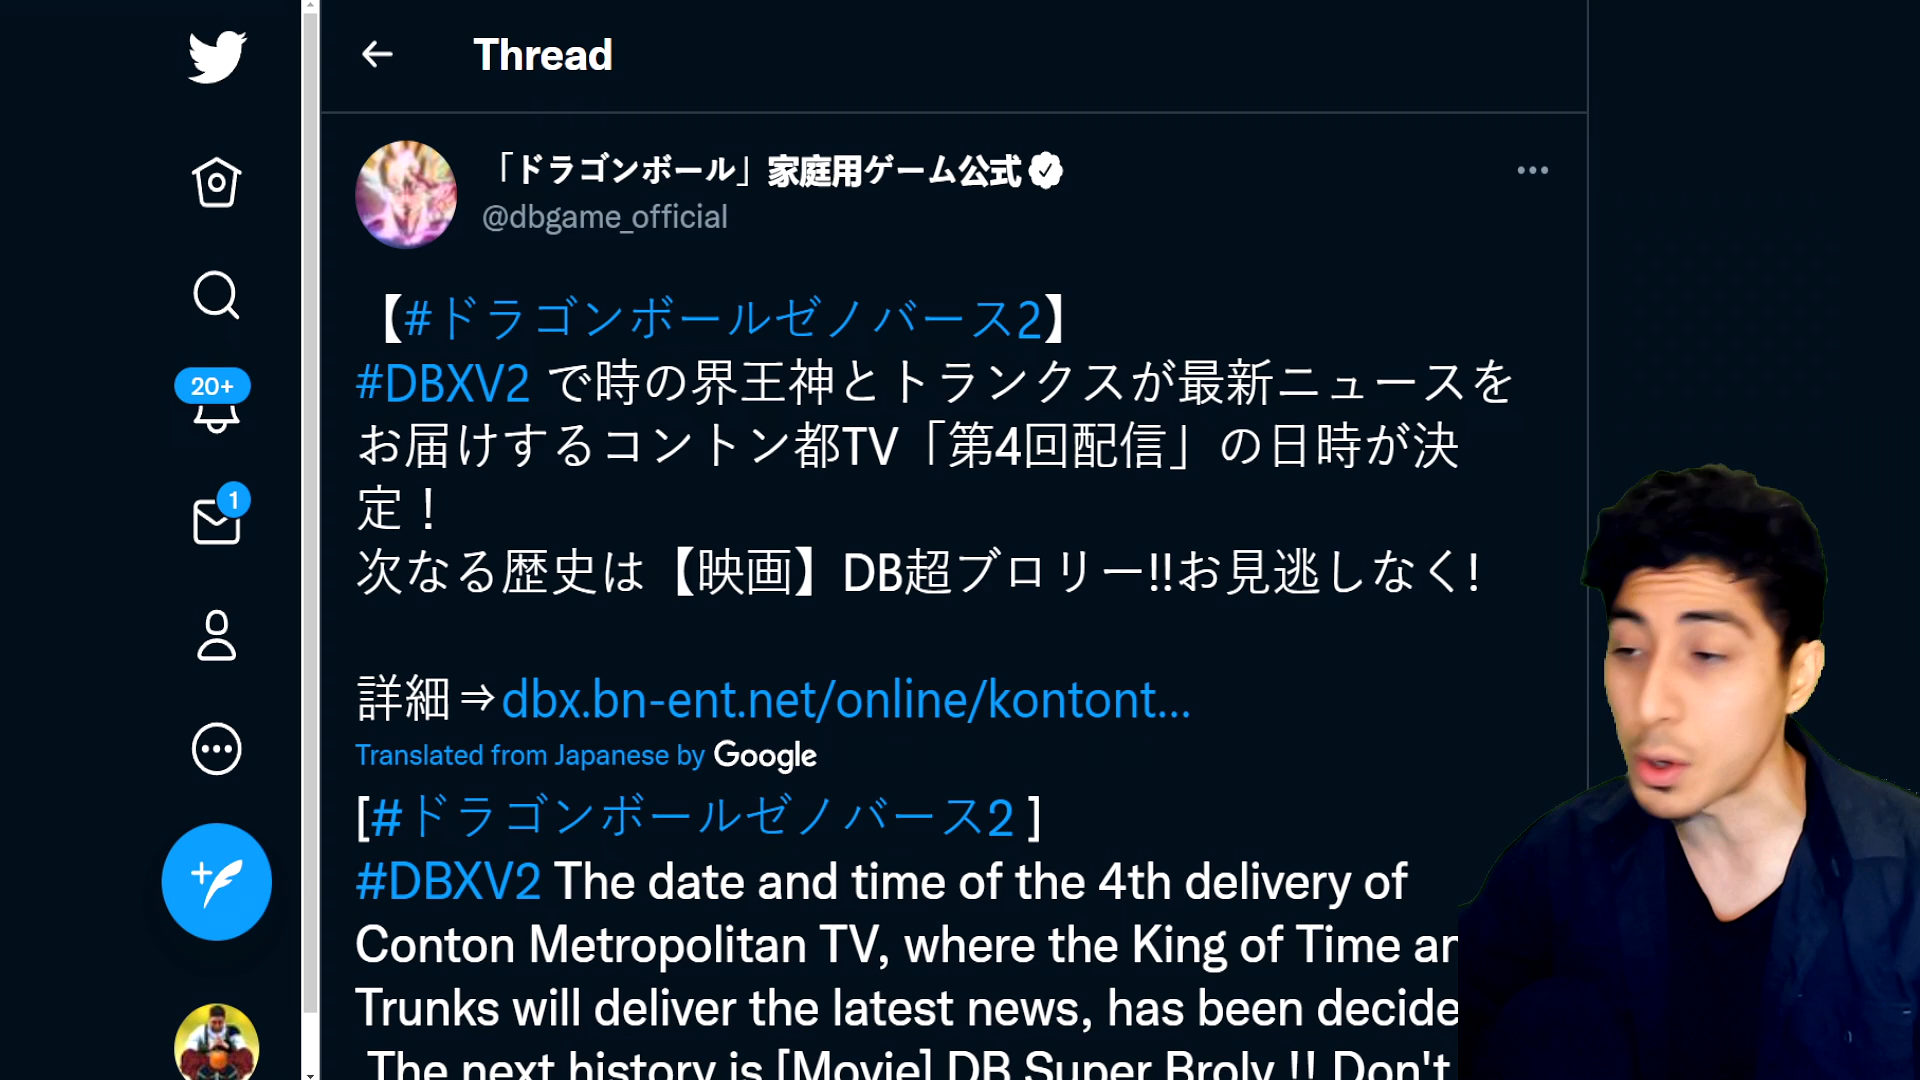 Thread
「ドラゴンボール」家庭用ゲーム公式
@dbgame_official
【#ドラゴンボールゼノバース2】
#DBXV2 で時の界王神とトランクスが最新ニュースを
お届けするコントン都TV「第4回配信」の日時が決
定！
次なる歴史は【映画】DB超ブロリー!!お見逃しなく!
20+
1
詳細⇒dbx.bn-ent.net/online/kontont...
Translated from Japanese by Google
[#ドラゴンボールゼノバース2 ]
#DBXV2 The date and time of the 4th delivery of
Conton Metropolitan TV, where the King of Time an
Trunks will deliver the latest news, has been decide
The next history is [Movie] DB Super Broly !! Don't